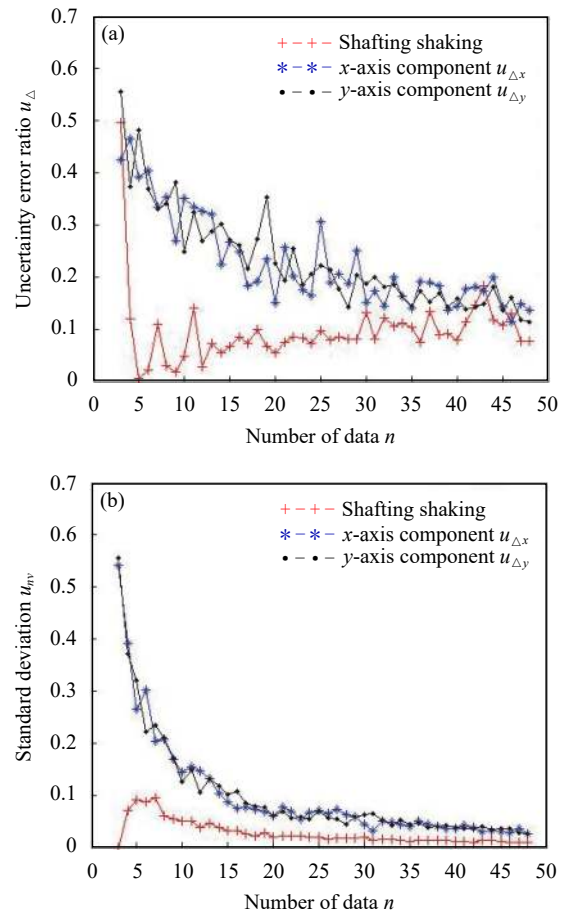 0.7
(a)
Shafting shaking
x-axis component u△x
y-axis component u△y
0.6
0.5
0.4
0.3
0.2
0.1
0
Uncertainty error ratio u△
0 5 10 15 20 25 30 35 40 45 50
Number of data n
0.7
(b)
Shafting shaking
x-axis component u△x
y-axis component u△y
0.6
0.5
0.4
0.3
0.2
0.1
0
Standard deviation unv
0 5 10 15 20 25 30 35 40 45 50
Number of data n